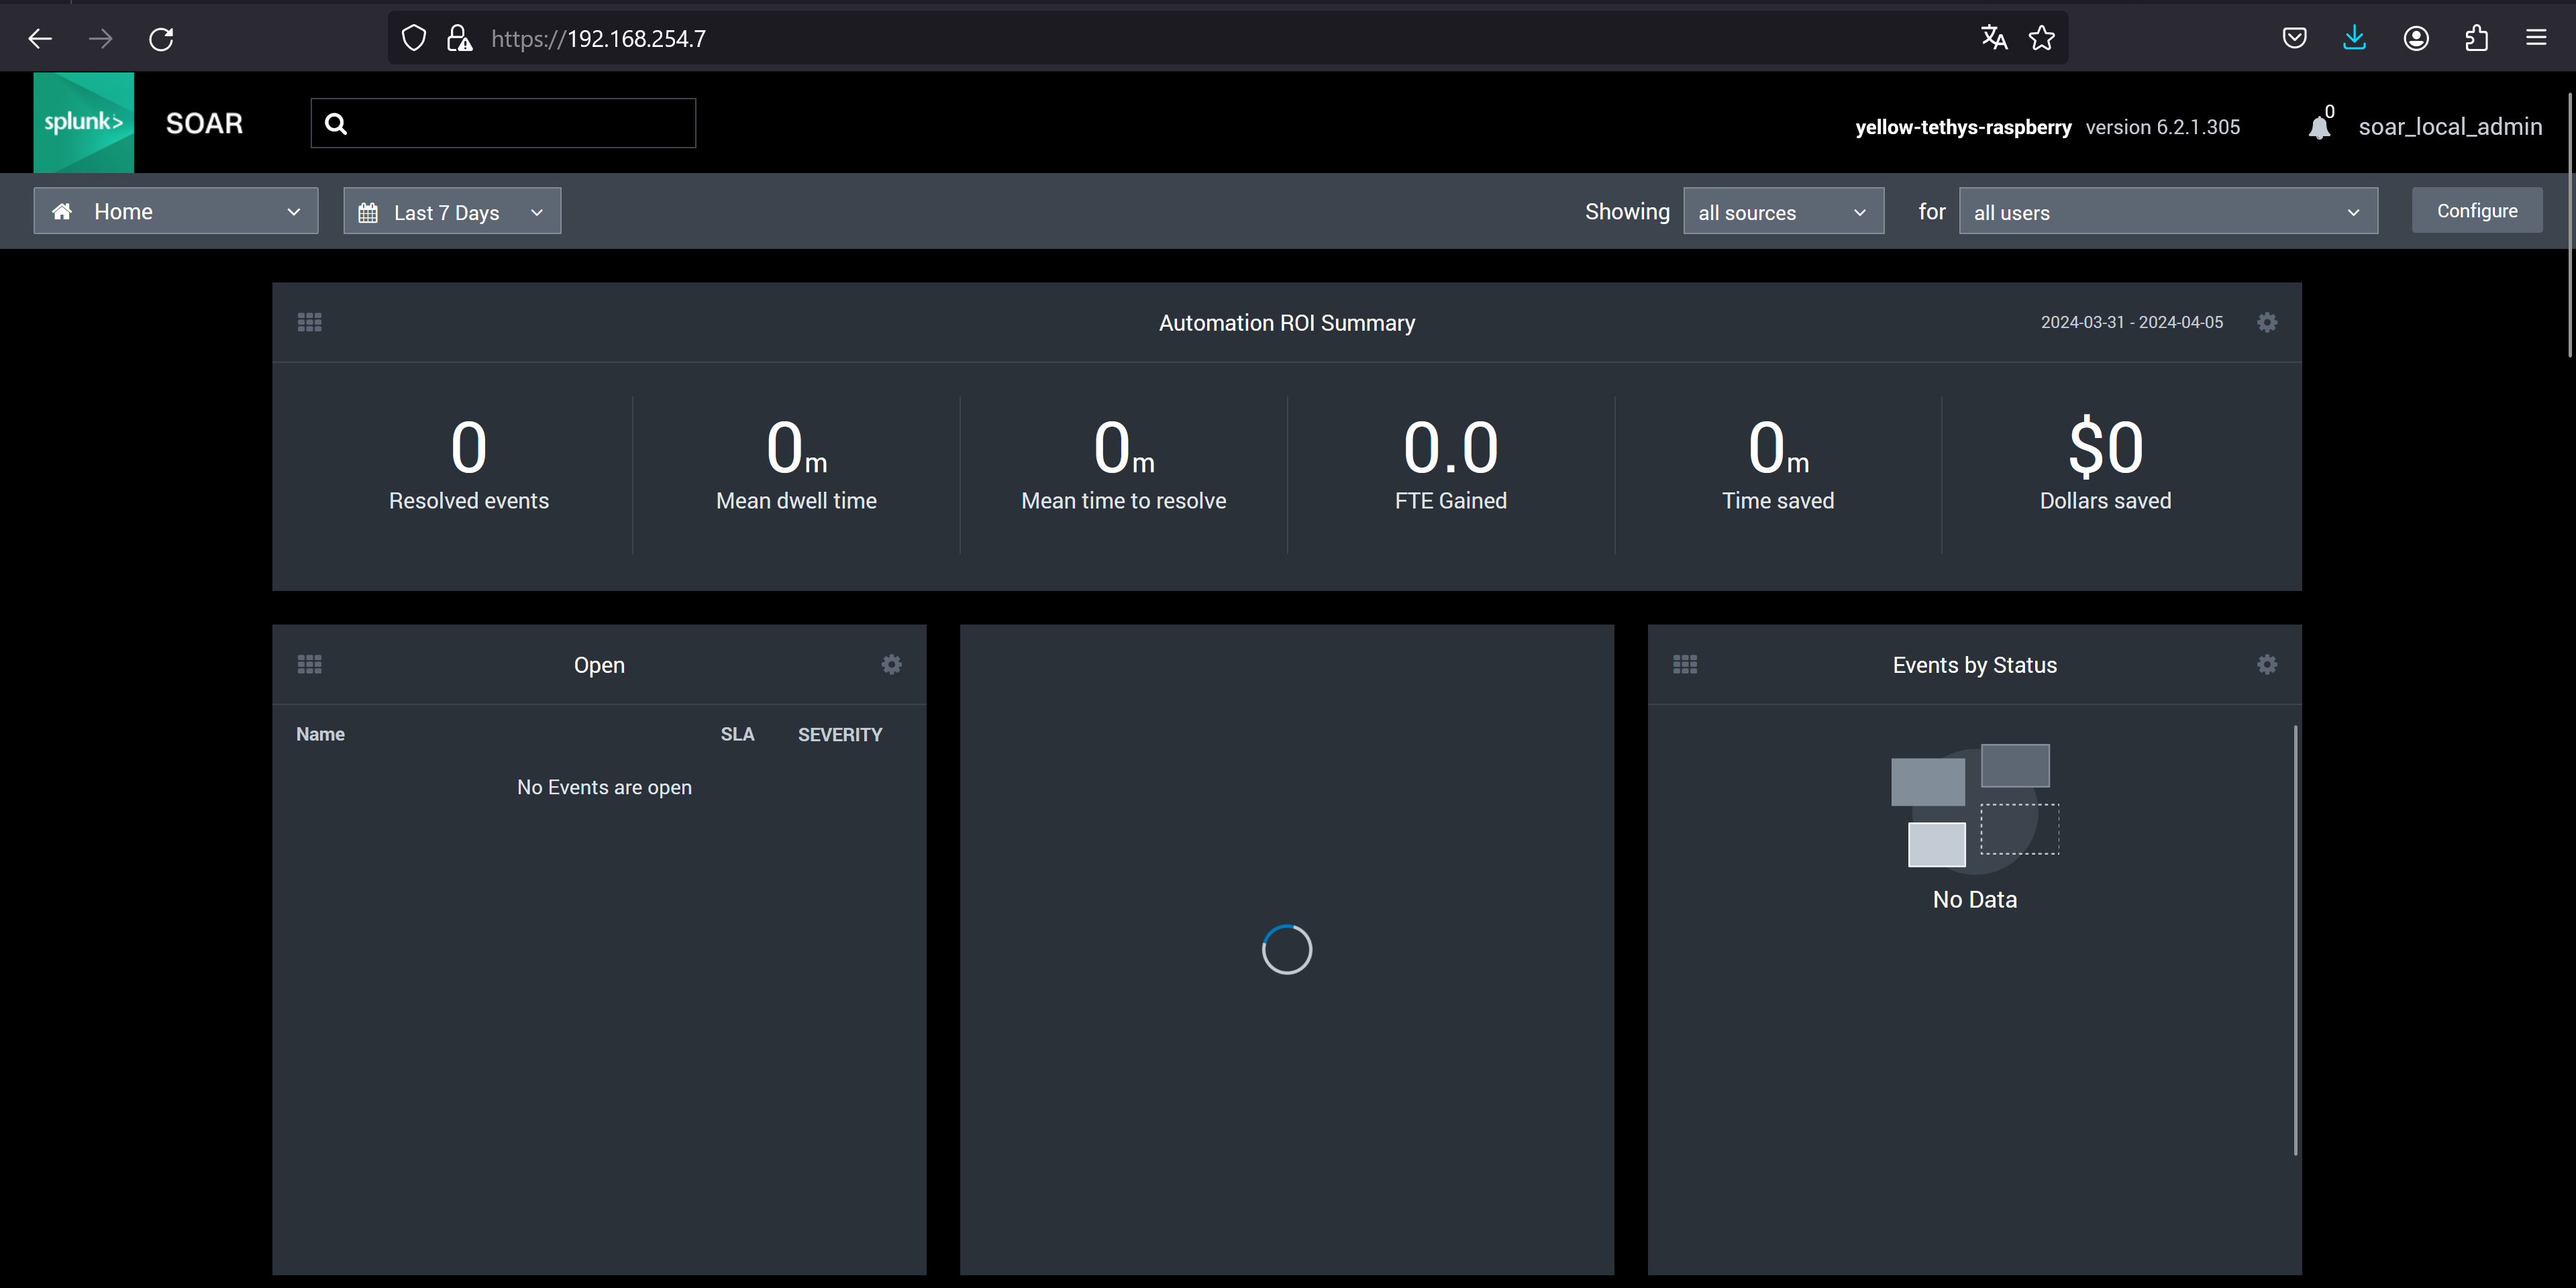 https://192.168.254.7
splunk>
SOAR
yellow-tethys-raspberry version 6.2.1.305
0
soar_local_admin
Home
Last 7 Days
Showing
all sources
for
all users
Configure
Automation ROI Summary
2024-03-31 - 2024-04-05
0
Resolved events
0m
Mean dwell time
0m
Mean time to resolve
0.0
FTE Gained
0m
Time saved
$0
Dollars saved
Open
Name SLA SEVERITY
No Events are open
Events by Status
No Data